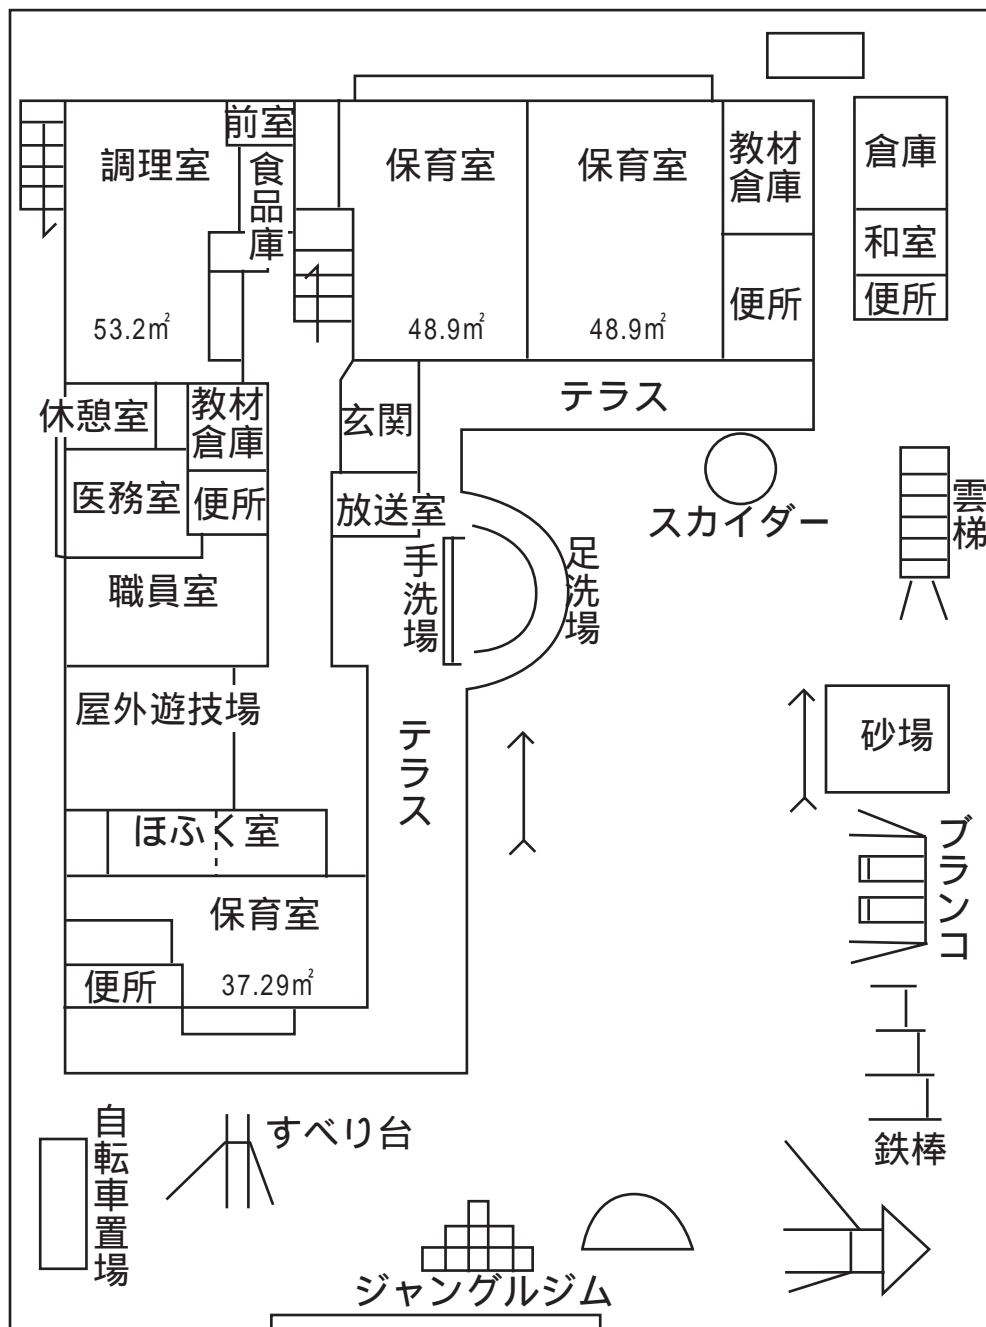 前室
調理室
食品庫
保育室
保育室
教材
倉庫
倉庫
和室
便所
便所
53.2㎡
48.9㎡
48.9㎡
テラス
休憩室
教材
倉庫
玄関
医務室
便所
放送室
スカイダー
雲梯
手洗場
足洗場
職員室
屋外遊技場
テラス
砂場
ほふく室
ブランコ
保育室
便所
37.29㎡
自転車置場
すべり台
鉄棒
ジャングルジム